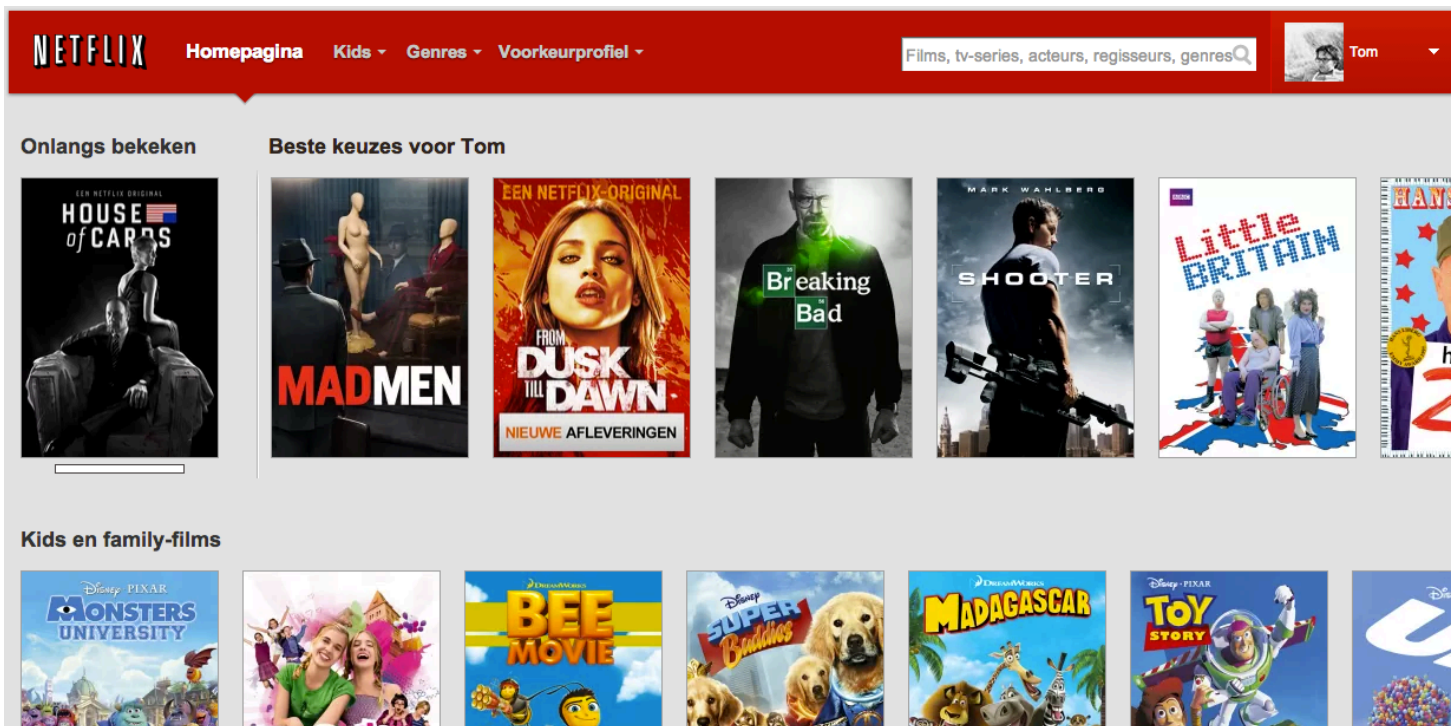 NETFLIX
Homepagina
Kids
Genres
Voorkeurprofiel
Films, tv-series, acteurs, regisseurs, genres
Tom
Onlangs bekeken
Beste keuzes voor Tom
EEN NETFLIX ORIGINAL
HOUSE
of CARDS
MADMEN
EEN NETFLIX-ORIGINAL
FROM
DUSK
TILL DAWN
NIEUWE AFLEVERINGEN
Breaking
Bad
MARK WAHLBERG
SHOOTER
BBC
Little
BRITAIN
HANS
Kids en family-films
DISNEY · PIXAR
MONSTERS
UNIVERSITY
DREAMWORKS
BEE
MOVIE
Disney
SUPER
Buddies
DREAMWORKS
MADAGASCAR
DISNEY · PIXAR
TOY
STORY